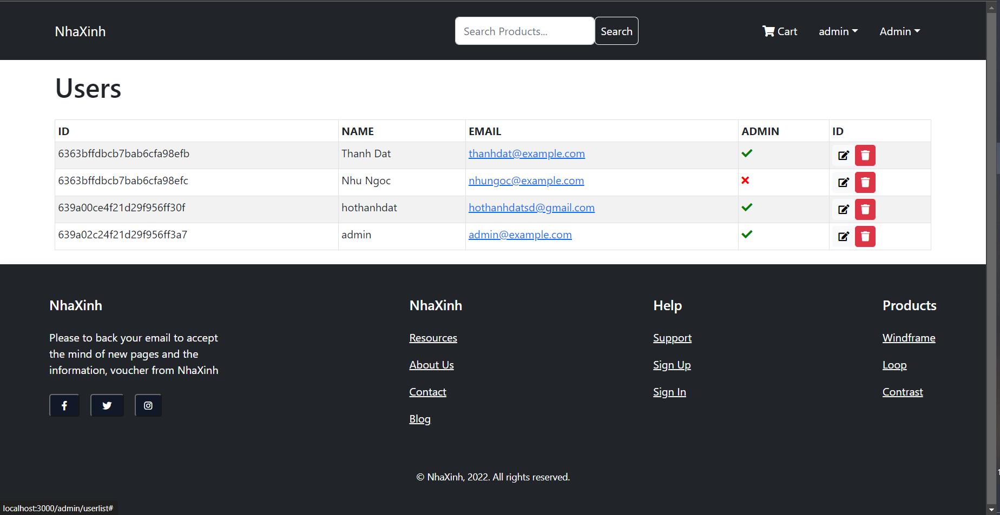 NhaXinh
Search Products...
Search
Cart
admin
Admin
Users
ID NAME EMAIL ADMIN ID
6363bffdbcb7bab6cfa98efb Thanh Dat thanhdat@example.com
6363bffdbcb7bab6cfa98efc Nhu Ngoc nhungoc@example.com
639a00ce4f21d29f956ff30f hothanhdat hothanhdatsd@gmail.com
639a02c24f21d29f956ff3a7 admin admin@example.com
NhaXinh
Please to back your email to accept
the mind of new pages and the
information, voucher from NhaXinh
NhaXinh
Resources
About Us
Contact
Blog
Help
Support
Sign Up
Sign In
Products
Windframe
Loop
Contrast
© NhaXinh, 2022. All rights reserved.
localhost:3000/admin/userlist#